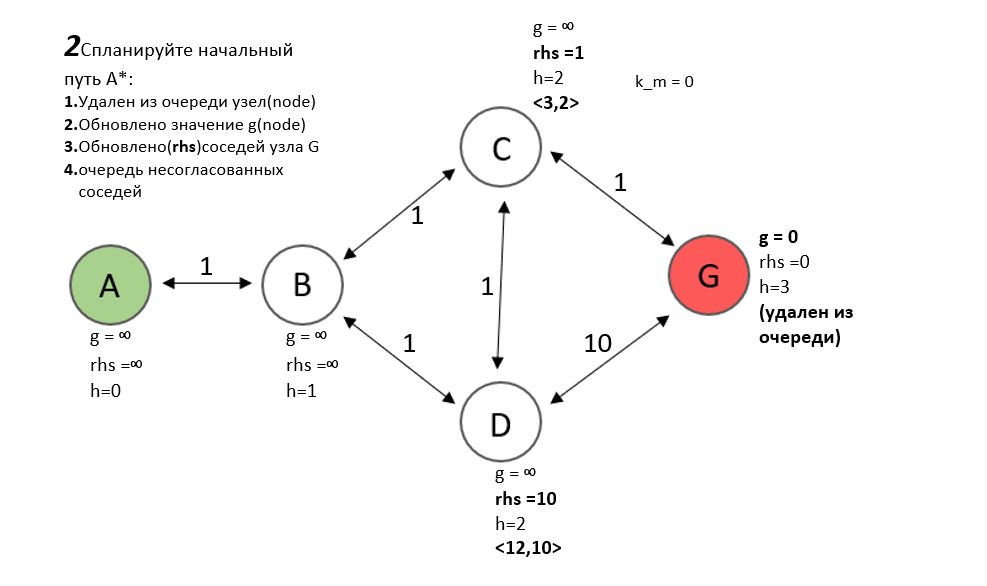 2Спланируйте начальный
путь A*:
1.Удален из очереди узел(node)
2.Обновлено значение g(node)
3.Обновлено(rhs)соседей узла G
4.очередь несогласованных
соседей
g = ∞
rhs =1
h=2
<3,2>
k_m = 0
C
1
1
g = 0
rhs =0
h=3
(удален из
очереди)
A
1
B
1
G
g = ∞
rhs =∞
h=0
g = ∞
rhs =∞
h=1
1
10
D
g = ∞
rhs =10
h=2
<12,10>